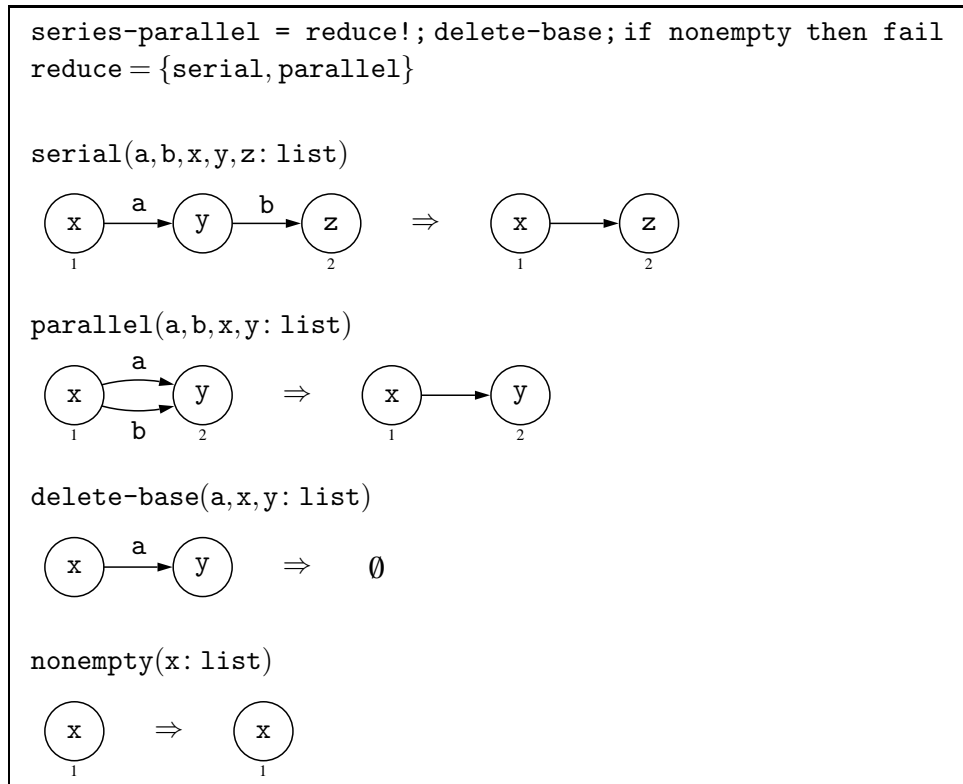 series-parallel = reduce!; delete-base; if nonempty then fail
reduce = {serial, parallel}
serial(a,b,x,y,z: list)
x a y b z ⇒ x z
1 2 1 2
parallel(a,b,x,y: list)
x a b y ⇒ x y
1 2 1 2
delete-base(a,x,y: list)
x a y ⇒ ∅
nonempty(x: list)
x ⇒ x
1 1